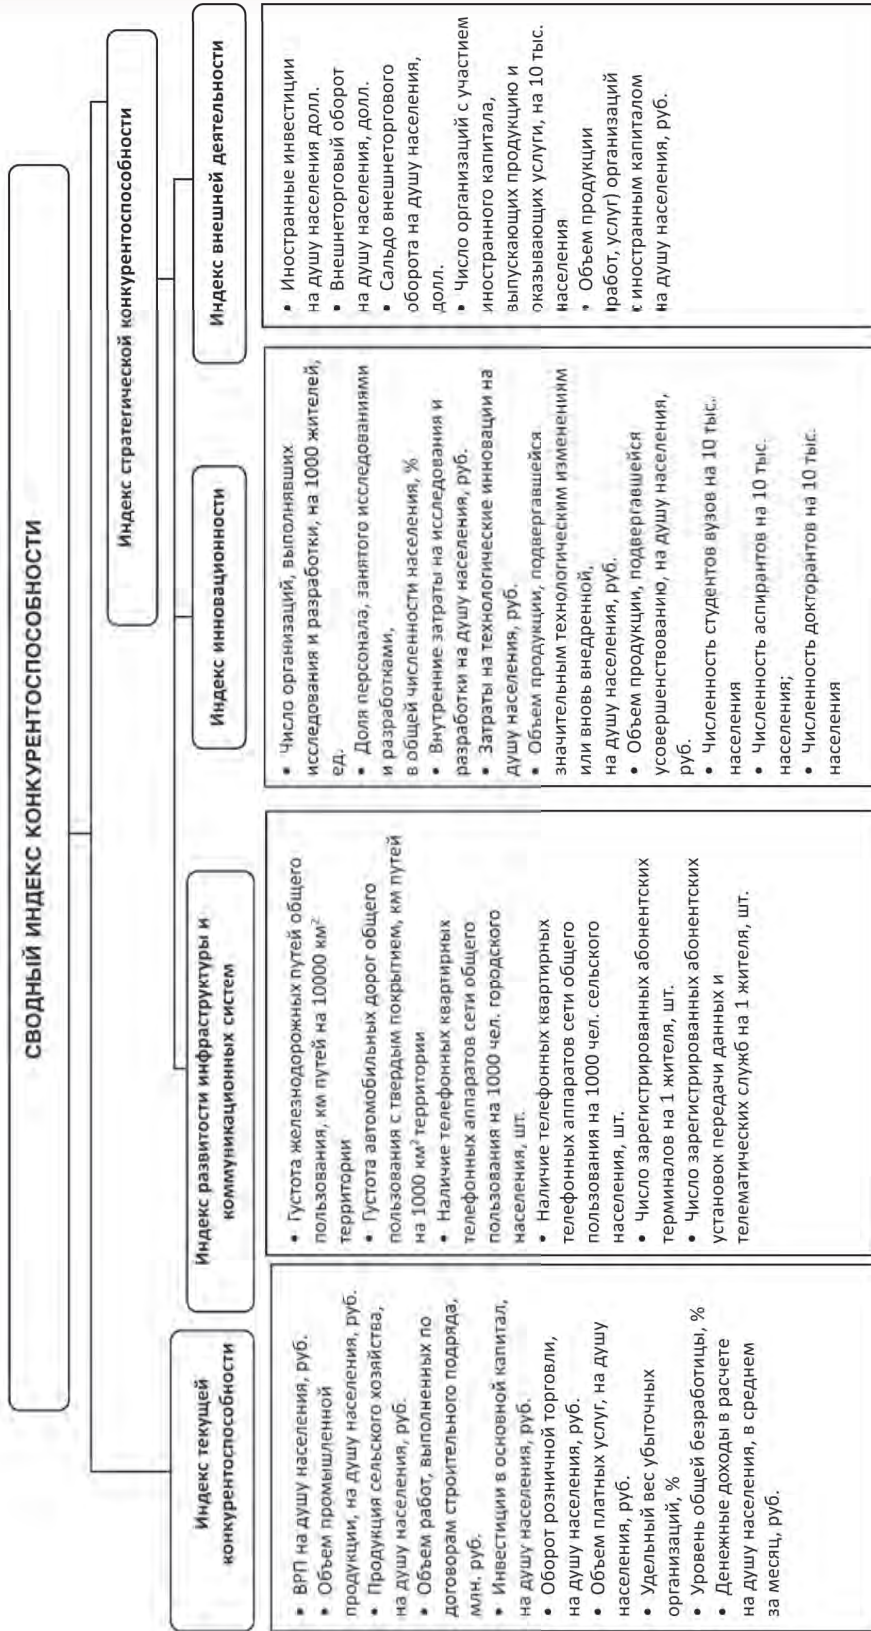 СВОДНЫЙ ИНДЕКС КОНКУРЕНТОСПОСОБНОСТИ
Индекс стратегической конкурентоспособности
Индекс текущей
конкурентоспособности
Индекс развитости инфраструктуры и
коммуникационных систем
Индекс инновационности
Индекс внешней деятельности
• ВРП на душу населения, руб.
• Объем промышленной
продукции, на душу населения, руб.
• Продукция сельского хозяйства,
на душу населения, руб.
• Объем работ, выполненных по
договорам строительного подряда,
млн. руб.
• Инвестиции в основной капитал,
на душу населения, руб.
• Оборот розничной торговли,
на душу населения, руб.
• Объем платных услуг, на душу
населения, руб.
• Удельный вес убыточных
организаций, %
• Уровень общей безработицы, %
• Денежные доходы в расчете
на душу населения, в среднем
за месяц, руб.
• Густота железнодорожных путей общего
пользования, км путей на 10000 км²
территории
• Густота автомобильных дорог общего
пользования с твердым покрытием, км путей
на 1000 км² территории
• Наличие телефонных квартирных
телефонных аппаратов сети общего
пользования на 1000 чел. городского
населения, шт.
• Наличие телефонных квартирных
телефонных аппаратов сети общего
пользования на 1000 чел. сельского
населения, шт.
• Число зарегистрированных абонентских
терминалов на 1 жителя, шт.
• Число зарегистрированных абонентских
установок передачи данных и
телематических служб на 1 жителя, шт.
• Число организаций, выполнявших
исследования и разработки, на 1000 жителей,
ед.
• Доля персонала, занятого исследованиями
и разработками,
в общей численности населения, %
• Внутренние затраты на исследования и
разработки на душу населения, руб.
• Затраты на технологические инновации на
душу населения, руб.
• Объем продукции, подвергавшейся
значительным технологическим изменениям
или вновь внедренной,
на душу населения, руб.
• Объем продукции, подвергавшейся
усовершенствованию, на душу населения,
руб.
• Численность студентов вузов на 10 тыс.
населения
• Численность аспирантов на 10 тыс.
населения;
• Численность докторантов на 10 тыс.
населения
• Иностранные инвестиции
на душу населения долл.
• Внешнеторговый оборот
на душу населения, долл.
• Сальдо внешнеторгового
оборота на душу населения,
долл.
• Число организаций с участием
иностранного капитала,
выпускающих продукцию и
оказывающих услуги, на 10 тыс.
населения
• Объем продукции
(работ, услуг) организаций
с иностранным капиталом
на душу населения, руб.